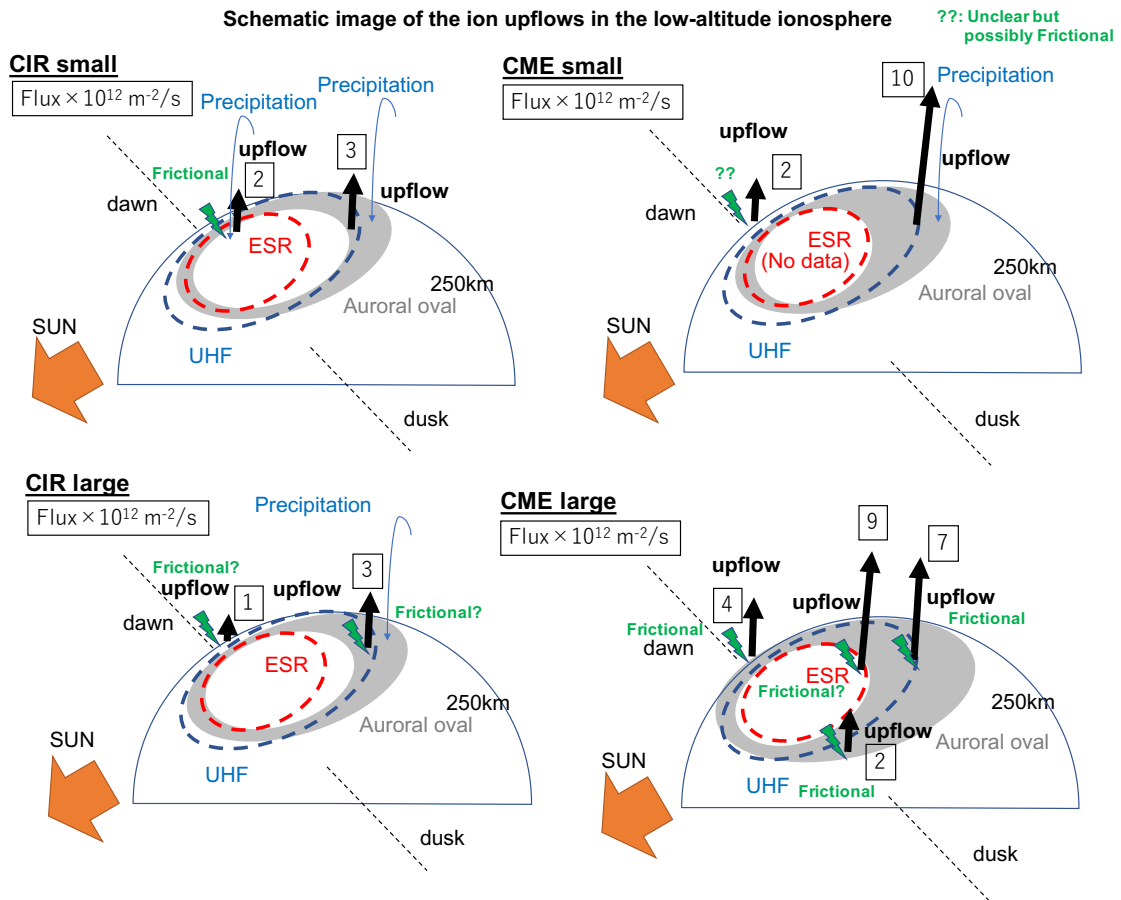 Schematic image of the ion upflows in the low-altitude ionosphere
??: Unclear but
possibly Frictional
CIR small
Flux × 10¹² m⁻²/s
Precipitation
Precipitation
upflow
3
Frictional
2
upflow
dawn
ESR
250km
Auroral oval
SUN
UHF
dusk
CME small
Flux × 10¹² m⁻²/s
10
Precipitation
upflow
upflow
??
2
dawn
ESR
(No data)
250km
Auroral oval
SUN
UHF
dusk
CIR large
Flux × 10¹² m⁻²/s
Precipitation
Frictional?
upflow
upflow
3
1
Frictional?
dawn
ESR
250km
Auroral oval
SUN
UHF
dusk
CME large
Flux × 10¹² m⁻²/s
9
7
upflow
4
upflow
upflow
Frictional
Frictional
dawn
ESR
Frictional?
250km
upflow
Auroral oval
SUN
2
UHF
Frictional
dusk